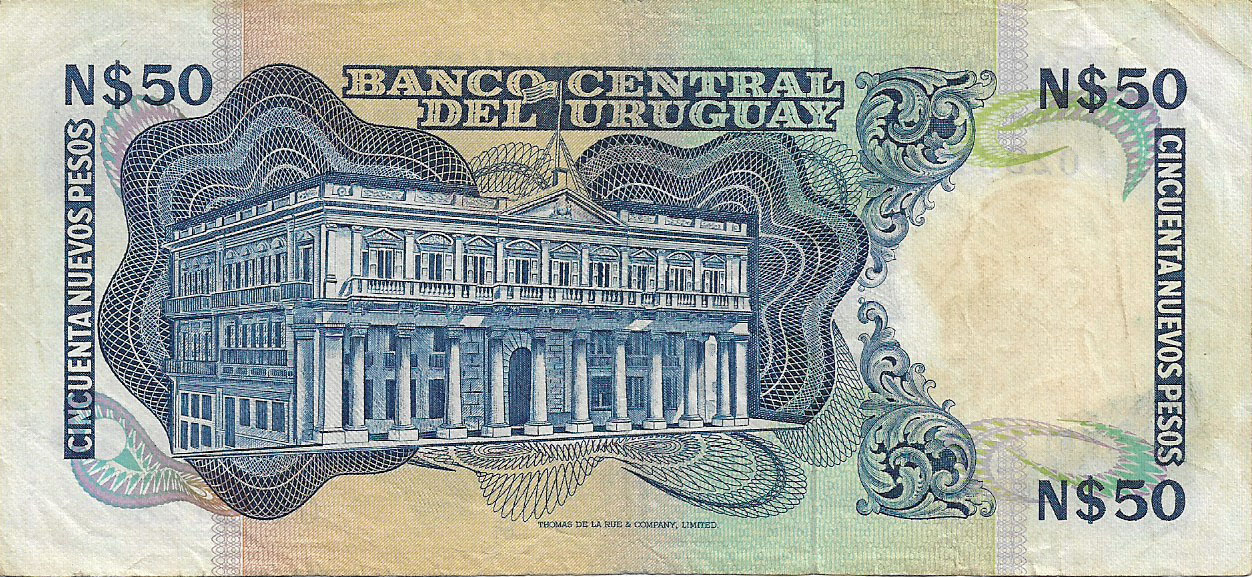 N$50
BANCO CENTRAL
DEL URUGUAY
N$50
CINCUENTA NUEVOS PESOS
CINCUENTA NUEVOS PESOS
N$50
THOMAS DE LA RUE & COMPANY, LIMITED.